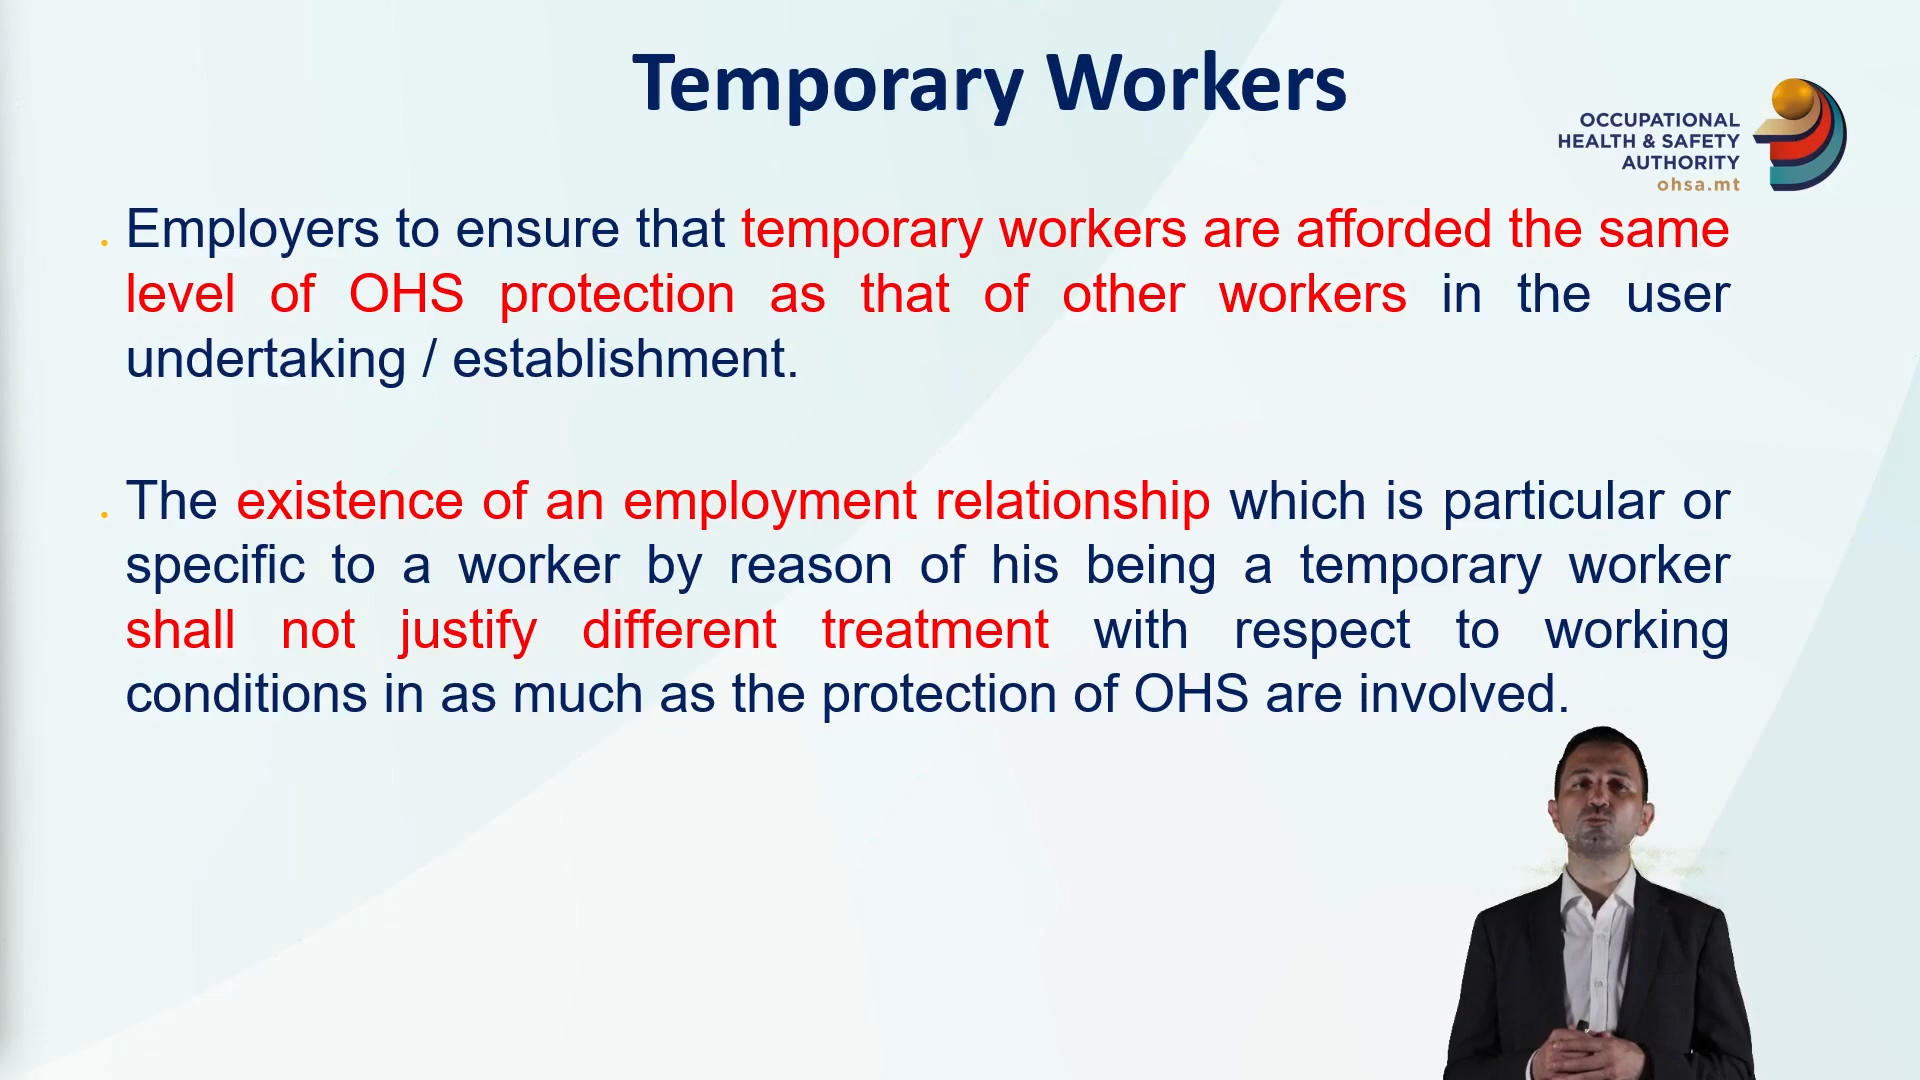 Temporary Workers
OCCUPATIONAL
HEALTH & SAFETY
AUTHORITY
ohsa.mt
Employers to ensure that temporary workers are afforded the same
level of OHS protection as that of other workers in the user
undertaking / establishment.
The existence of an employment relationship which is particular or
specific to a worker by reason of his being a temporary worker
shall not justify different treatment with respect to working
conditions in as much as the protection of OHS are involved.